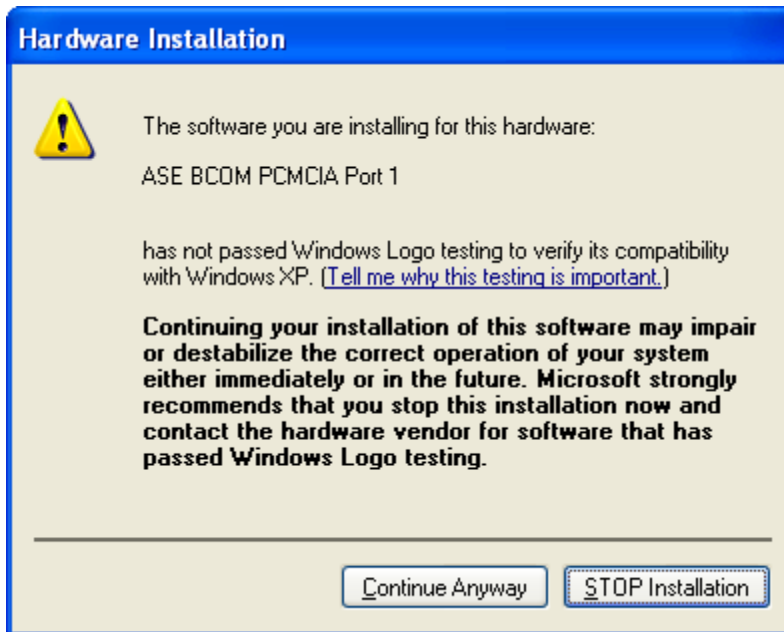 Hardware Installation
The software you are installing for this hardware:
ASE BCOM PCMCIA Port 1
has not passed Windows Logo testing to verify its compatibility
with Windows XP. (Tell me why this testing is important.)
Continuing your installation of this software may impair
or destabilize the correct operation of your system
either immediately or in the future. Microsoft strongly
recommends that you stop this installation now and
contact the hardware vendor for software that has
passed Windows Logo testing.
Continue Anyway
STOP Installation